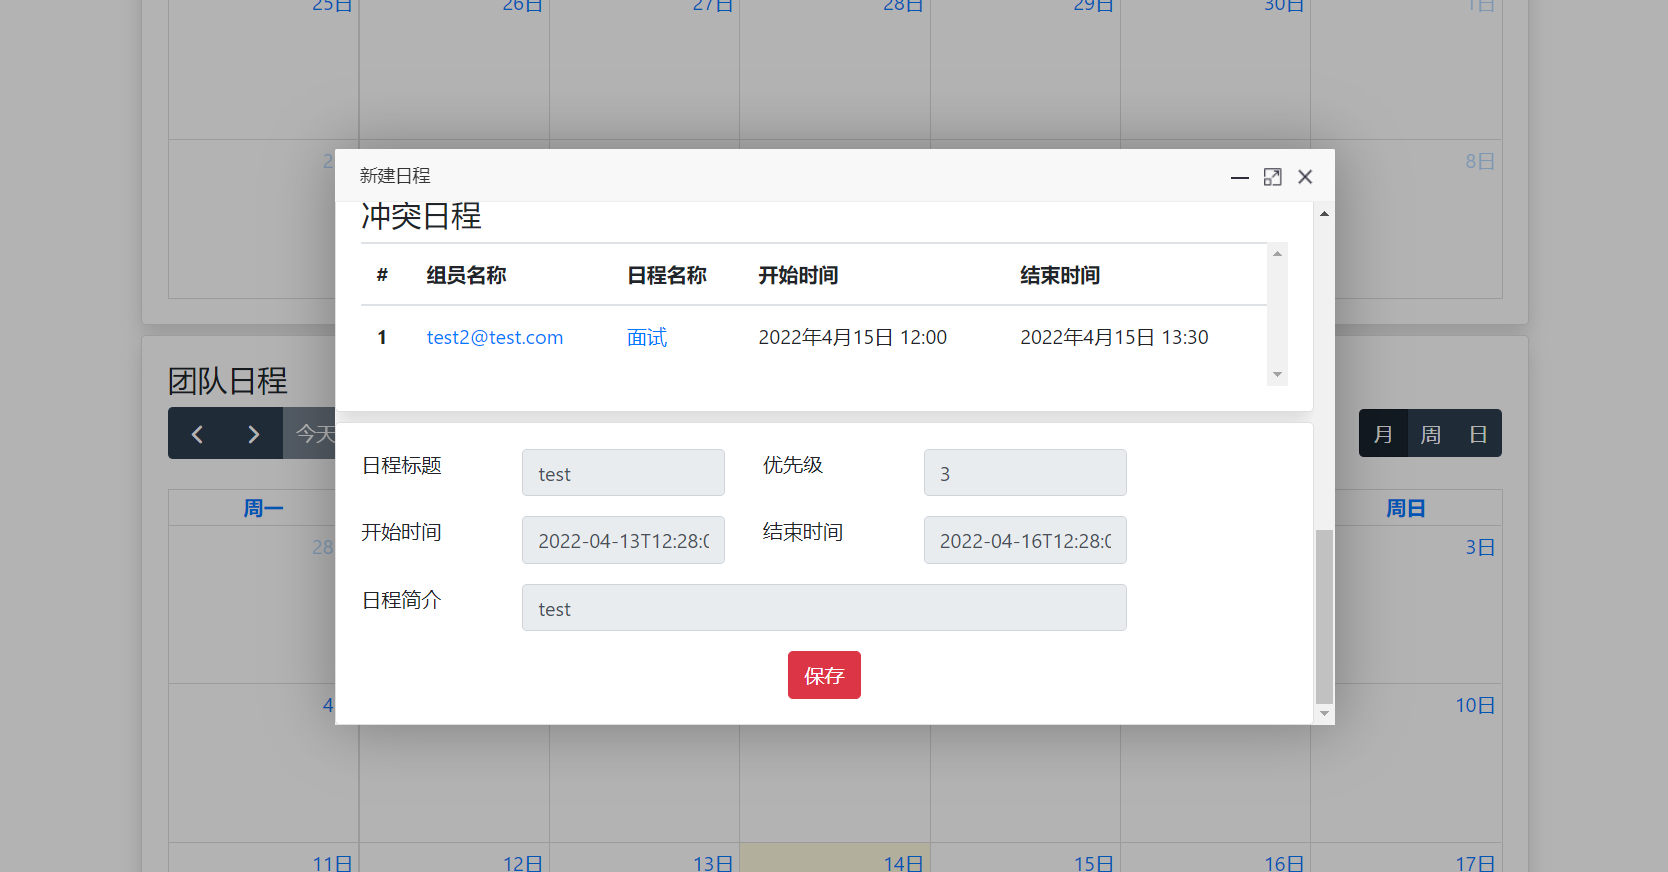 25日 26日 27日 28日 29日 30日 1日
2 8日
新建日程
冲突日程
# 组员名称 日程名称 开始时间 结束时间
1 test2@test.com 面试 2022年4月15日 12:00 2022年4月15日 13:30
团队日程
今天 月 周 日
日程标题 test 优先级 3
周一 周日
开始时间 2022-04-13T12:28:0 结束时间 2022-04-16T12:28:0
28 3日
日程简介 test
保存
4 10日
11日 12日 13日 14日 15日 16日 17日